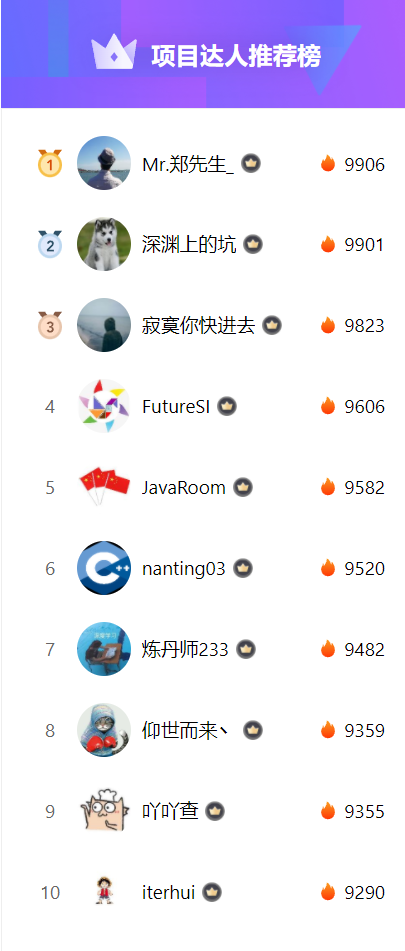 项目达人推荐榜
1 Mr.郑先生_ 9906
2 深渊上的坑 9901
3 寂寞你快进去 9823
4 FutureSI 9606
5 JavaRoom 9582
6 C++ nanting03 9520
7 炼丹师233 9482
8 仰世而来丶 9359
9 吖吖查 9355
10 iterhui 9290